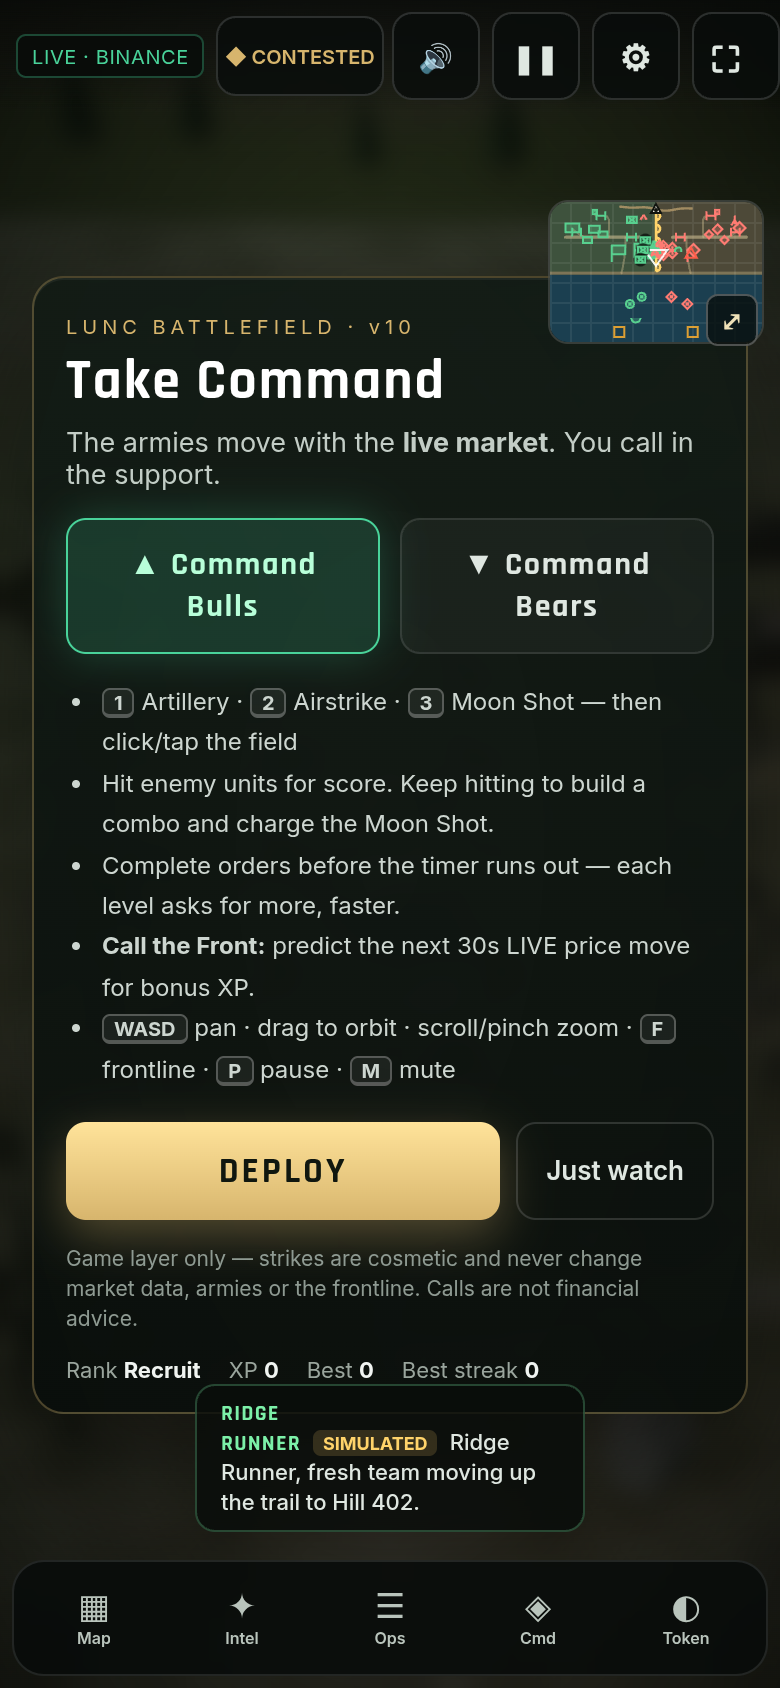 LIVE · BINANCE
◆ CONTESTED
LUNC BATTLEFIELD · v10
Take Command
The armies move with the live market. You call in
the support.
▲ Command
Bulls
▼ Command
Bears
• 1 Artillery · 2 Airstrike · 3 Moon Shot — then
click/tap the field
• Hit enemy units for score. Keep hitting to build a
combo and charge the Moon Shot.
• Complete orders before the timer runs out — each
level asks for more, faster.
• Call the Front: predict the next 30s LIVE price move
for bonus XP.
• WASD pan · drag to orbit · scroll/pinch zoom · F
frontline · P pause · M mute
DEPLOY
Just watch
Game layer only — strikes are cosmetic and never change
market data, armies or the frontline. Calls are not financial
advice.
Rank Recruit XP 0 Best 0 Best streak 0
RIDGE
RUNNER SIMULATED Ridge
Runner, fresh team moving up
the trail to Hill 402.
Map
Intel
Ops
Cmd
Token